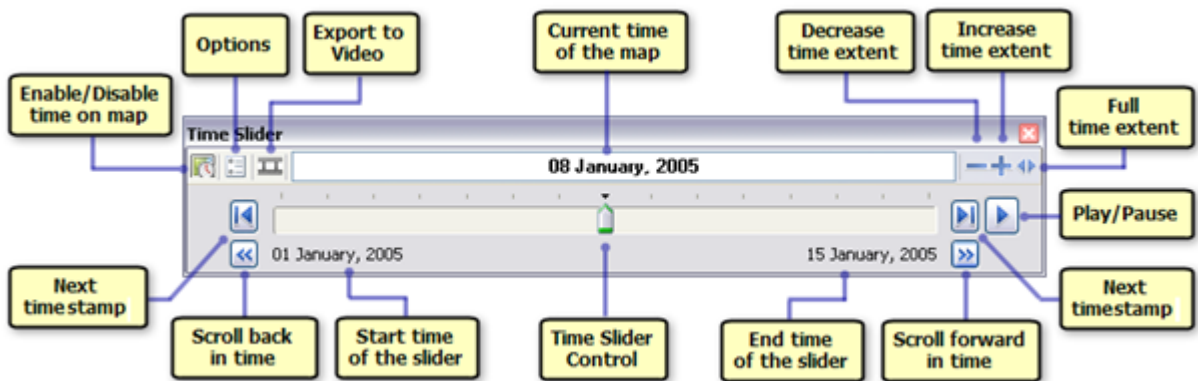 Options
Export to
Video
Current time
of the map
Decrease
time extent
Increase
time extent
Enable/Disable
time on map
Full
time extent
Time Slider
08 January, 2005
Play/Pause
01 January, 2005
15 January, 2005
Next
timestamp
Scroll back
in time
Start time
of the slider
Time Slider
Control
End time
of the slider
Scroll forward
in time
Next
timestamp